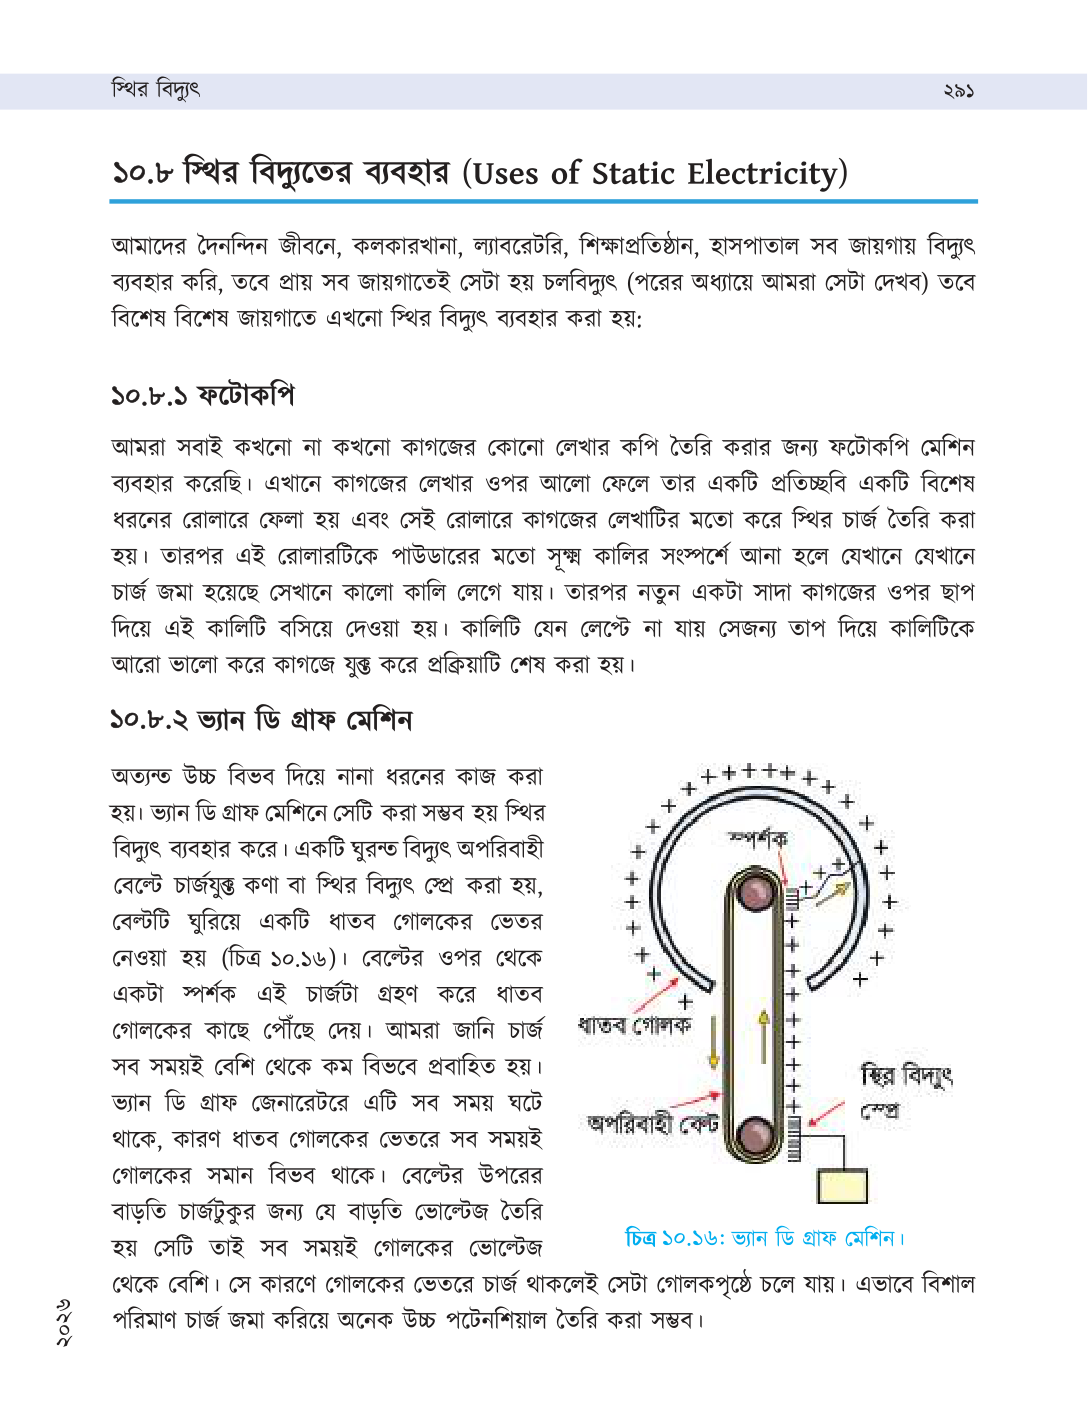 স্থির বিদ্যুৎ ২৯১
১০.৮ স্থির বিদ্যুতের ব্যবহার (Uses of Static Electricity)
আমাদের দৈনন্দিন জীবনে, কলকারখানা, ল্যাবরেটরি, শিক্ষাপ্রতিষ্ঠান, হাসপাতাল সব জায়গায় বিদ্যুৎ
ব্যবহার করি, তবে প্রায় সব জায়গাতেই সেটা হয় চলবিদ্যুৎ (পরের অধ্যায়ে আমরা সেটা দেখব) তবে
বিশেষ বিশেষ জায়গাতে এখনো স্থির বিদ্যুৎ ব্যবহার করা হয়:
১০.৮.১ ফটোকপি
আমরা সবাই কখনো না কখনো কাগজের কোনো লেখার কপি তৈরি করার জন্য ফটোকপি মেশিন
ব্যবহার করেছি। এখানে কাগজের লেখার ওপর আলো ফেলে তার একটি প্রতিচ্ছবি একটি বিশেষ
ধরনের রোলারে ফেলা হয় এবং সেই রোলারে কাগজের লেখাটির মতো করে স্থির চার্জ তৈরি করা
হয়। তারপর এই রোলারটিকে পাউডারের মতো সূক্ষ্ম কালির সংস্পর্শে আনা হলে যেখানে যেখানে
চার্জ জমা হয়েছে সেখানে কালো কালি লেগে যায়। তারপর নতুন একটা সাদা কাগজের ওপর ছাপ
দিয়ে এই কালিটি বসিয়ে দেওয়া হয়। কালিটি যেন লেপ্টে না যায় সেজন্য তাপ দিয়ে কালিটিকে
আরো ভালো করে কাগজে যুক্ত করে প্রক্রিয়াটি শেষ করা হয়।
১০.৮.২ ভ্যান ডি গ্রাফ মেশিন
অত্যন্ত উচ্চ বিভব দিয়ে নানা ধরনের কাজ করা
হয়। ভ্যান ডি গ্রাফ মেশিনে সেটি করা সম্ভব হয় স্থির
বিদ্যুৎ ব্যবহার করে। একটি ঘুরন্ত বিদ্যুৎ অপরিবাহী
বেল্টে চার্জযুক্ত কণা বা স্থির বিদ্যুৎ স্প্রে করা হয়,
বেল্টটি ঘুরিয়ে একটি ধাতব গোলকের ভেতর
নেওয়া হয় (চিত্র ১০.১৬)। বেল্টের ওপর থেকে
একটা স্পর্শক এই চার্জটা গ্রহণ করে ধাতব
গোলকের কাছে পৌঁছে দেয়। আমরা জানি চার্জ
সব সময়ই বেশি থেকে কম বিভবে প্রবাহিত হয়।
ভ্যান ডি গ্রাফ জেনারেটরে এটি সব সময় ঘটে
থাকে, কারণ ধাতব গোলকের ভেতরে সব সময়ই
গোলকের সমান বিভব থাকে। বেল্টের উপরের
বাড়তি চার্জটুকুর জন্য যে বাড়তি ভোল্টেজ তৈরি
হয় সেটি তাই সব সময়ই গোলকের ভোল্টেজ
থেকে বেশি। সে কারণে গোলকের ভেতরে চার্জ থাকলেই সেটা গোলকপৃষ্ঠে চলে যায়। এভাবে বিশাল
পরিমাণ চার্জ জমা করিয়ে অনেক উচ্চ পটেনশিয়াল তৈরি করা সম্ভব।
স্পর্শক
ধাতব গোলক
স্থির বিদ্যুৎ
স্প্রে
অপরিবাহী বেল্ট
চিত্র ১০.১৬: ভ্যান ডি গ্রাফ মেশিন।
২০২৬